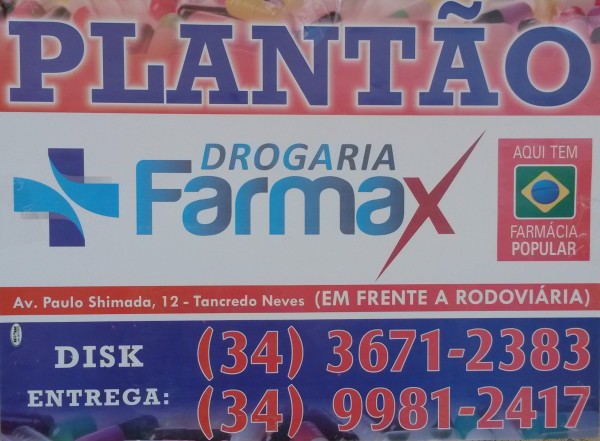 PLANTÃO
DROGARIA
Farmax
AQUI TEM
FARMÁCIA
POPULAR
Av. Paulo Shimada, 12 - Tancredo Neves (EM FRENTE A RODOVIÁRIA)
DISK (34) 3671-2383
ENTREGA: (34) 9981-2417